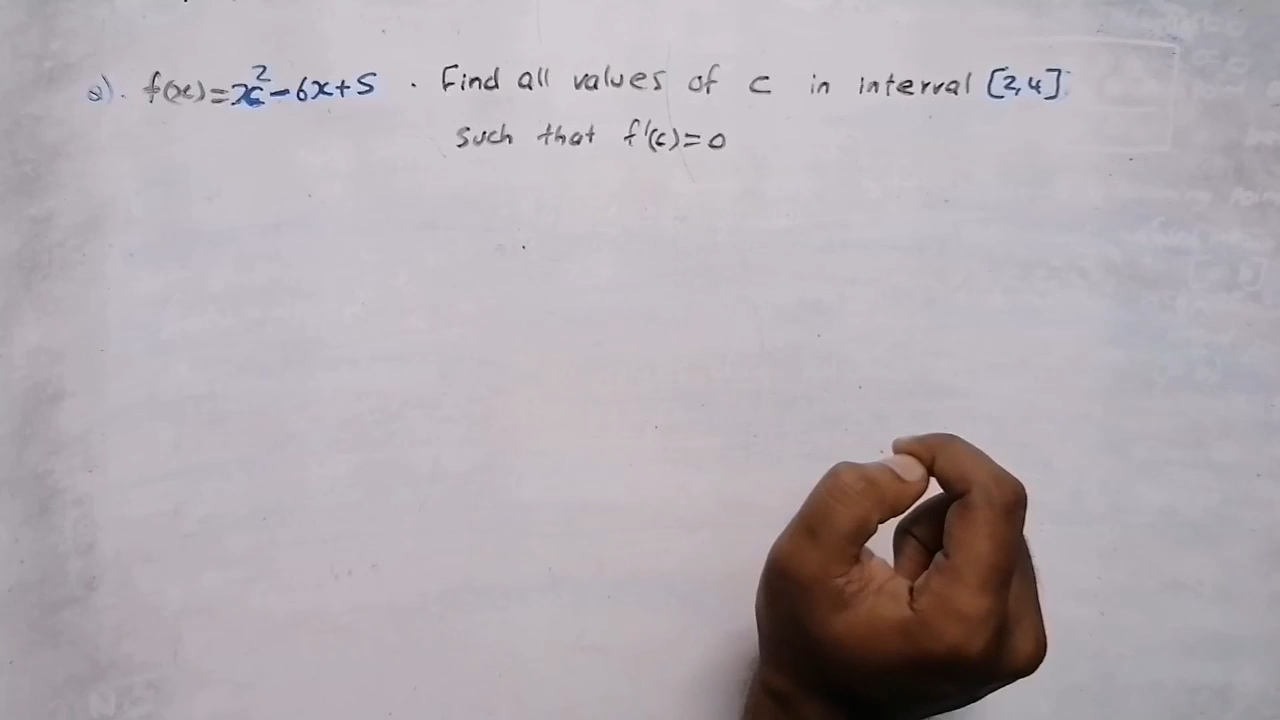 Q). f(x)=x²-6x+5 . Find all values of c in interval [2,4]
such that f'(c)=0